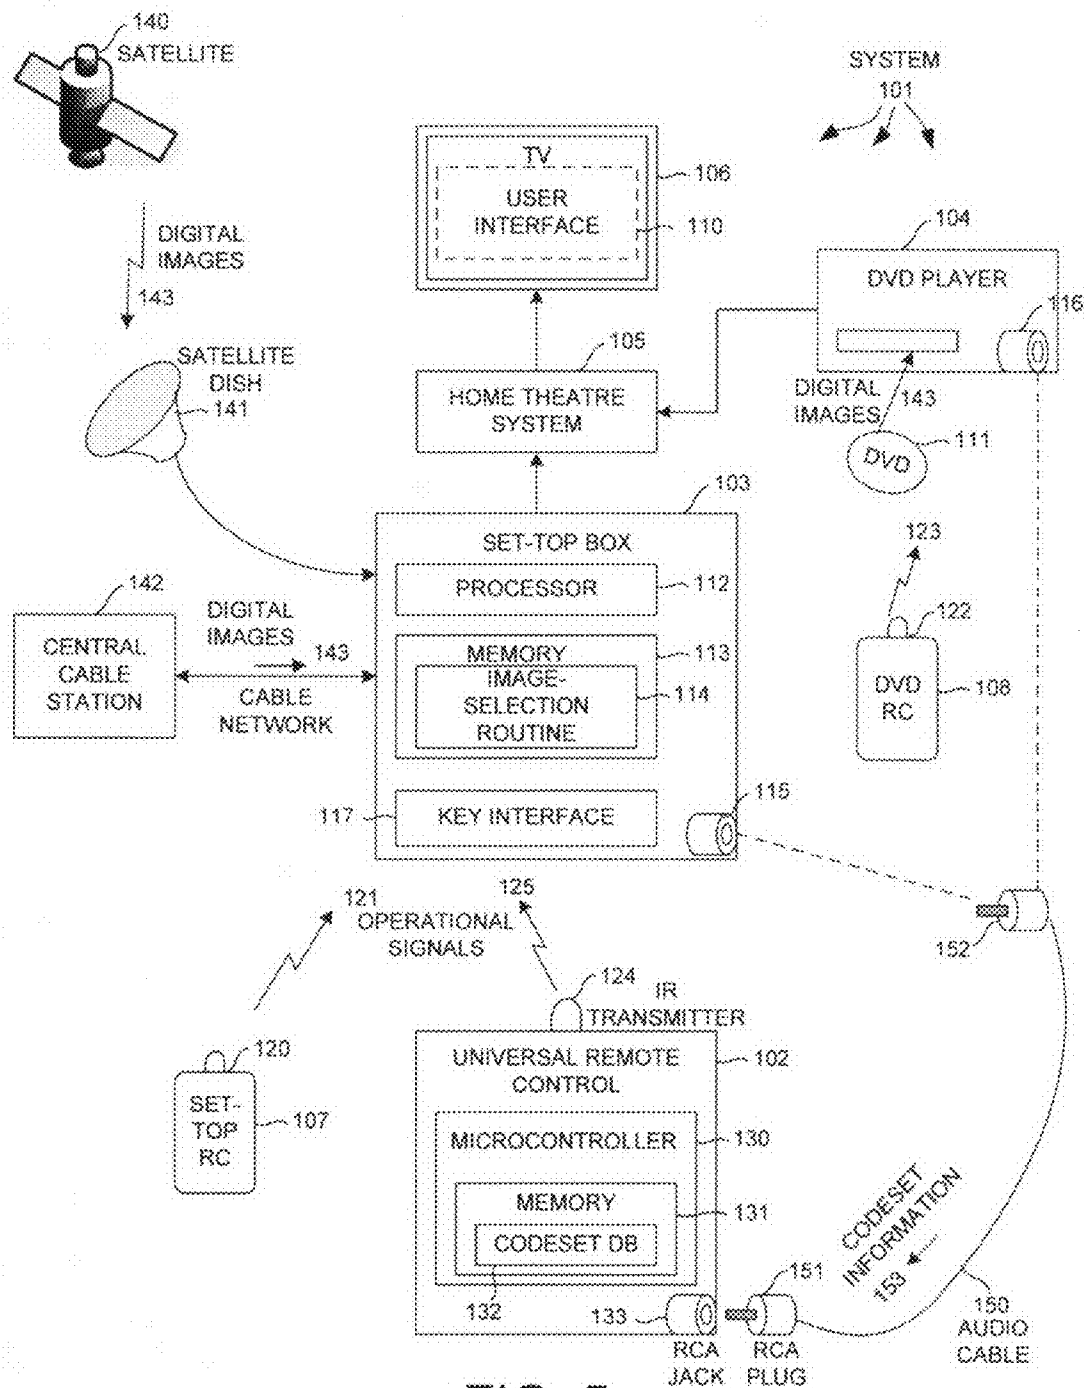 140
SATELLITE
SYSTEM
101
TV
USER
INTERFACE
106
110
DIGITAL
IMAGES
143
104
DVD PLAYER
116
SATELLITE
DISH
141
105
HOME THEATRE
SYSTEM
DIGITAL
IMAGES
143
111
DVD
103
SET-TOP BOX
PROCESSOR
112
MEMORY
113
IMAGE-
SELECTION
ROUTINE
114
117
KEY INTERFACE
115
142
CENTRAL
CABLE
STATION
DIGITAL
IMAGES
143
CABLE
NETWORK
123
122
DVD
RC
108
121
125
OPERATIONAL
SIGNALS
152
124
IR
TRANSMITTER
120
SET-
TOP
RC
107
UNIVERSAL REMOTE
CONTROL
102
MICROCONTROLLER
130
MEMORY
131
CODESET DB
132
133
RCA
JACK
151
RCA
PLUG
CODESET
INFORMATION
153
150
AUDIO
CABLE